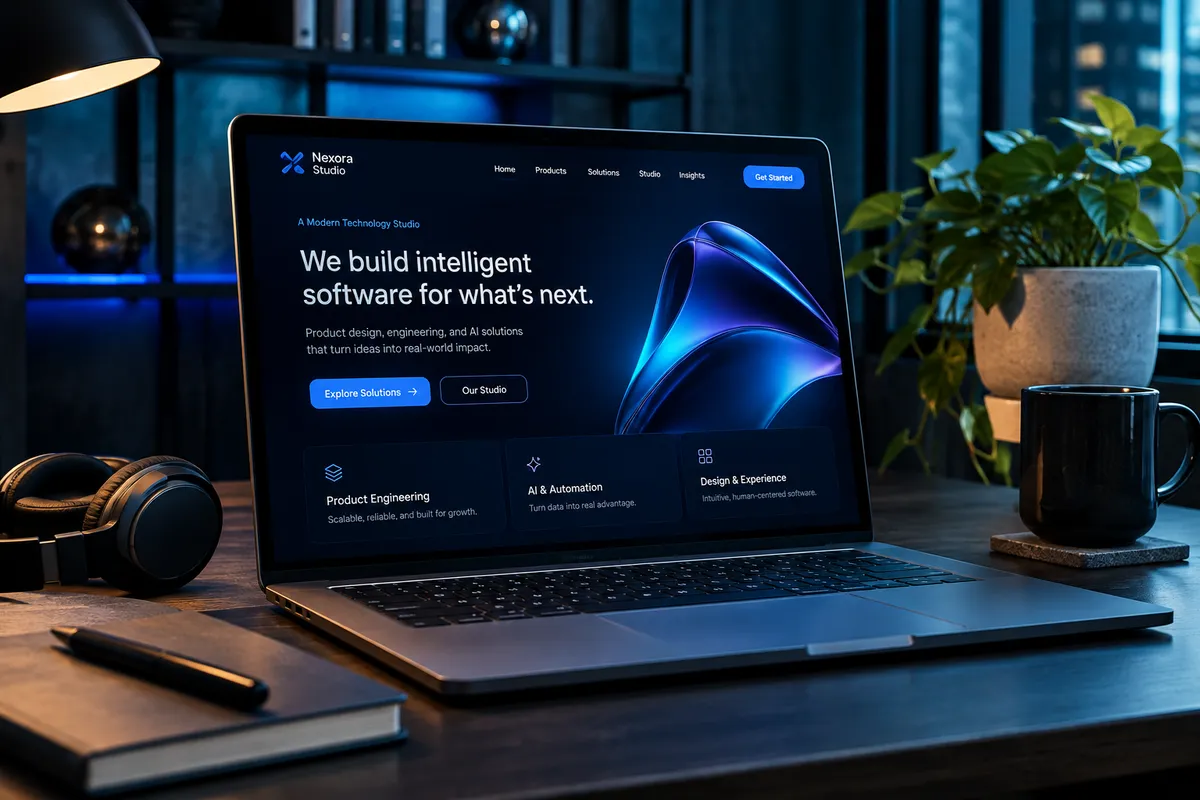 Nexora
Studio
Home
Products
Solutions
Studio
Insights
Get Started
A Modern Technology Studio
We build intelligent
software for what's next.
Product design, engineering, and AI solutions
that turn ideas into real-world impact.
Explore Solutions →
Our Studio
Product Engineering
Scalable, reliable, and built for growth.
AI & Automation
Turn data into real advantage.
Design & Experience
Intuitive, human-centered software.